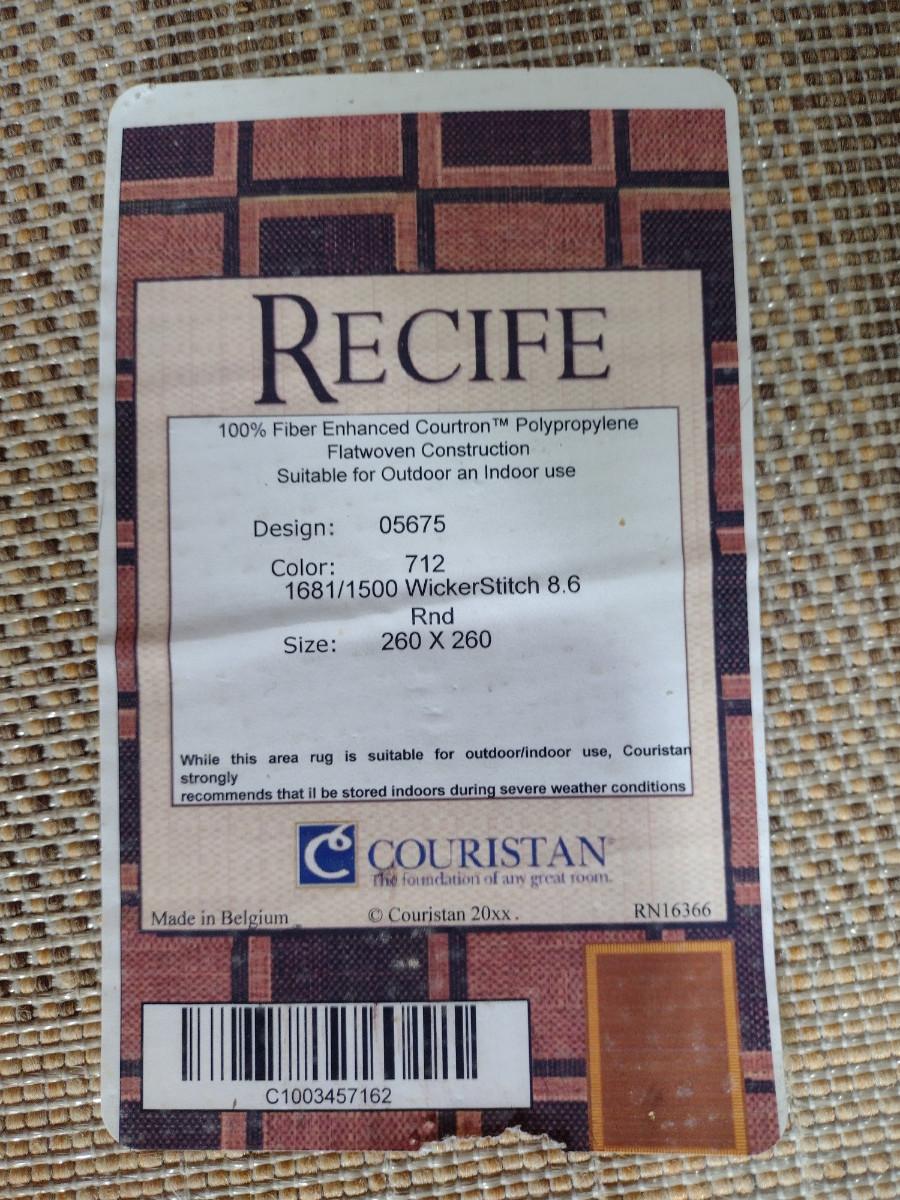 RECIFE
100% Fiber Enhanced Courtron™ Polypropylene
Flatwoven Construction
Suitable for Outdoor an Indoor use
Design: 05675
Color: 712
1681/1500 WickerStitch 8.6
Rnd
Size: 260 X 260
While this area rug is suitable for outdoor/indoor use, Couristan
strongly
recommends that il be stored indoors during severe weather conditions
COURISTAN®
The foundation of any great room.
Made in Belgium © Couristan 20xx. RN16366
C1003457162